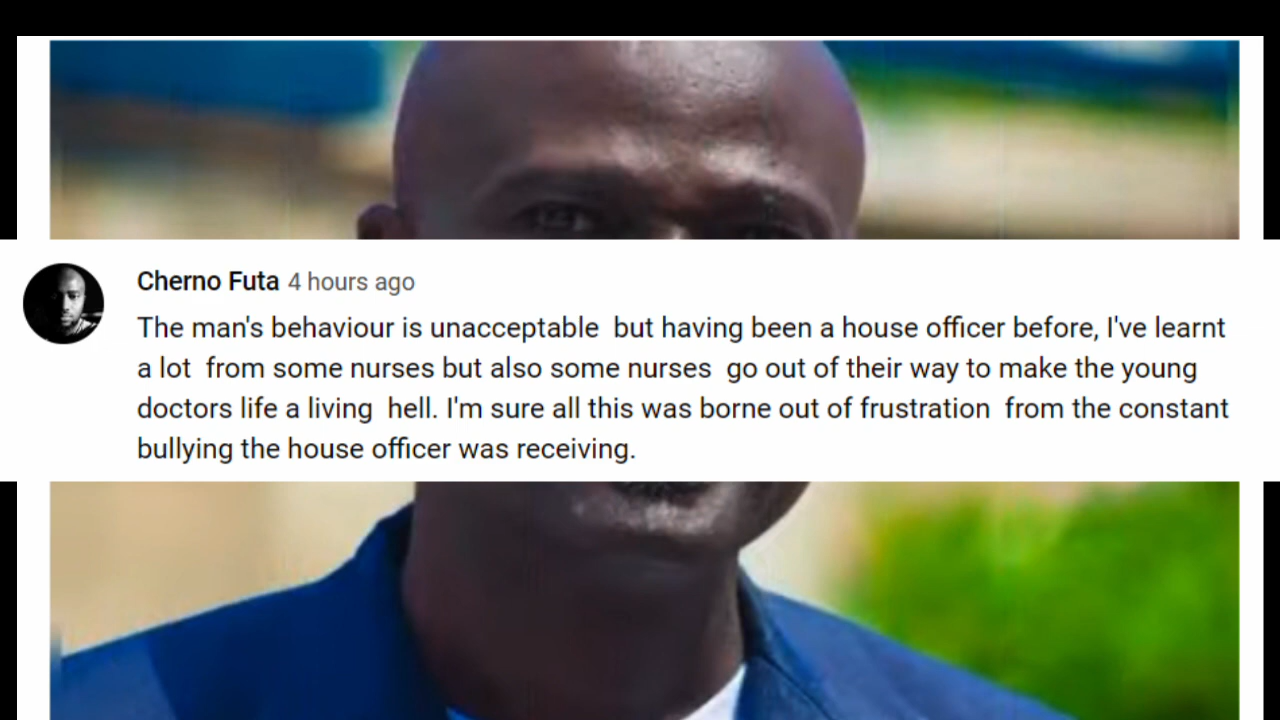 Cherno Futa 4 hours ago
The man's behaviour is unacceptable but having been a house officer before, I've learnt
a lot from some nurses but also some nurses go out of their way to make the young
doctors life a living hell. I'm sure all this was borne out of frustration from the constant
bullying the house officer was receiving.